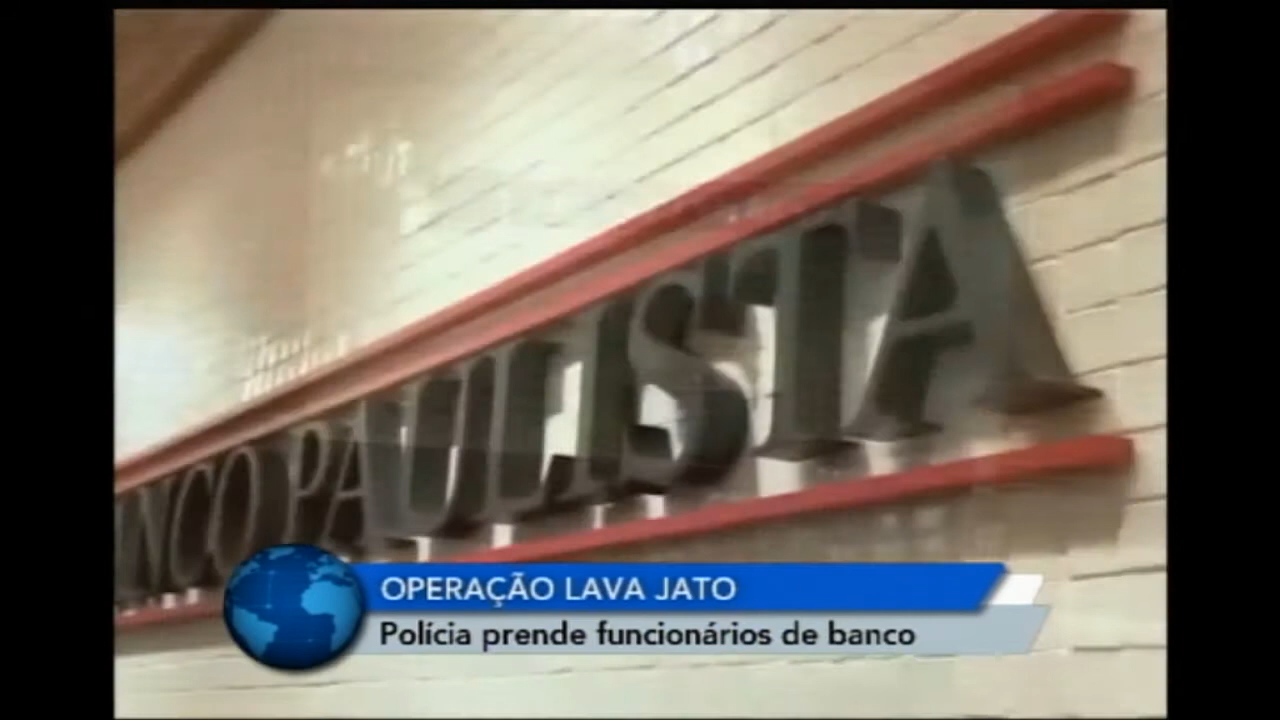 NCO PAULISTA
OPERAÇÃO LAVA JATO
Polícia prende funcionários de banco